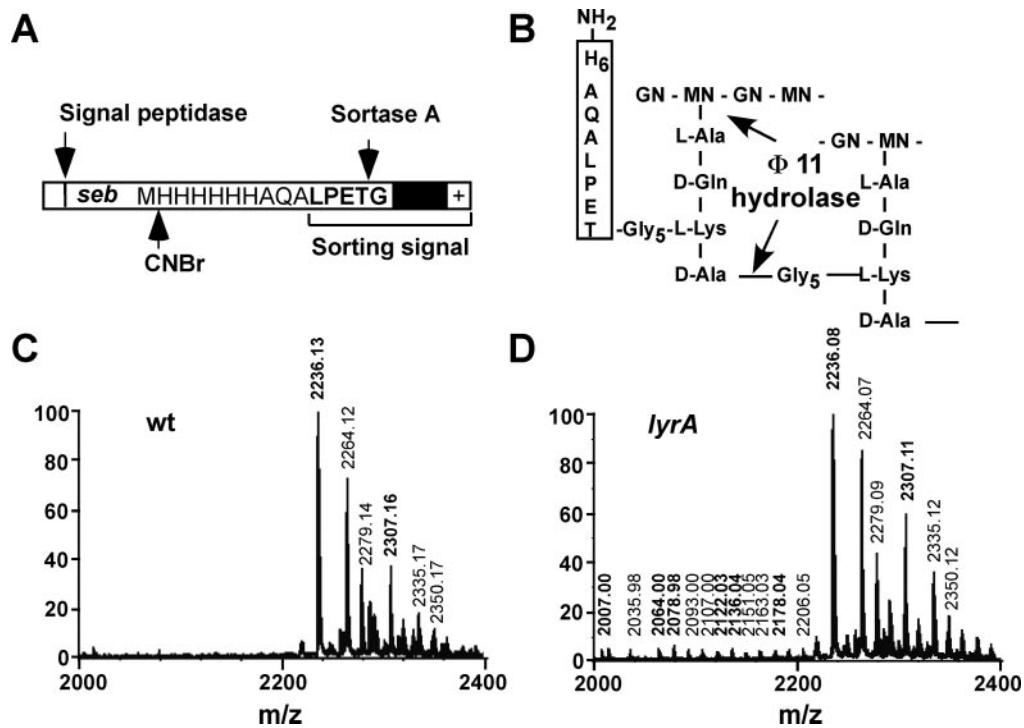 A
Signal peptidase
Sortase A
seb MHHHHHHAQALPETG +
Sorting signal
CNBr
B
NH2
H6
A
Q
A
L
P
E
T
GN - MN - GN - MN -
L-Ala
D-Gln
-Gly5-L-Lys
D-Ala
Gly5
Φ 11
hydrolase
- GN - MN -
L-Ala
D-Gln
L-Lys
D-Ala
C
wt
100
80
60
40
20
0
2236.13
2264.12
2279.14
2307.16
2335.17
2350.17
2000
2200
2400
m/z
D
lyrA
100
80
60
40
20
0
2007.00
2035.98
2064.00
2078.98
2093.00
2107.00
2122.03
2136.04
2151.05
2163.03
2178.04
2206.05
2236.08
2264.07
2279.09
2307.11
2335.12
2350.12
2000
2200
2400
m/z